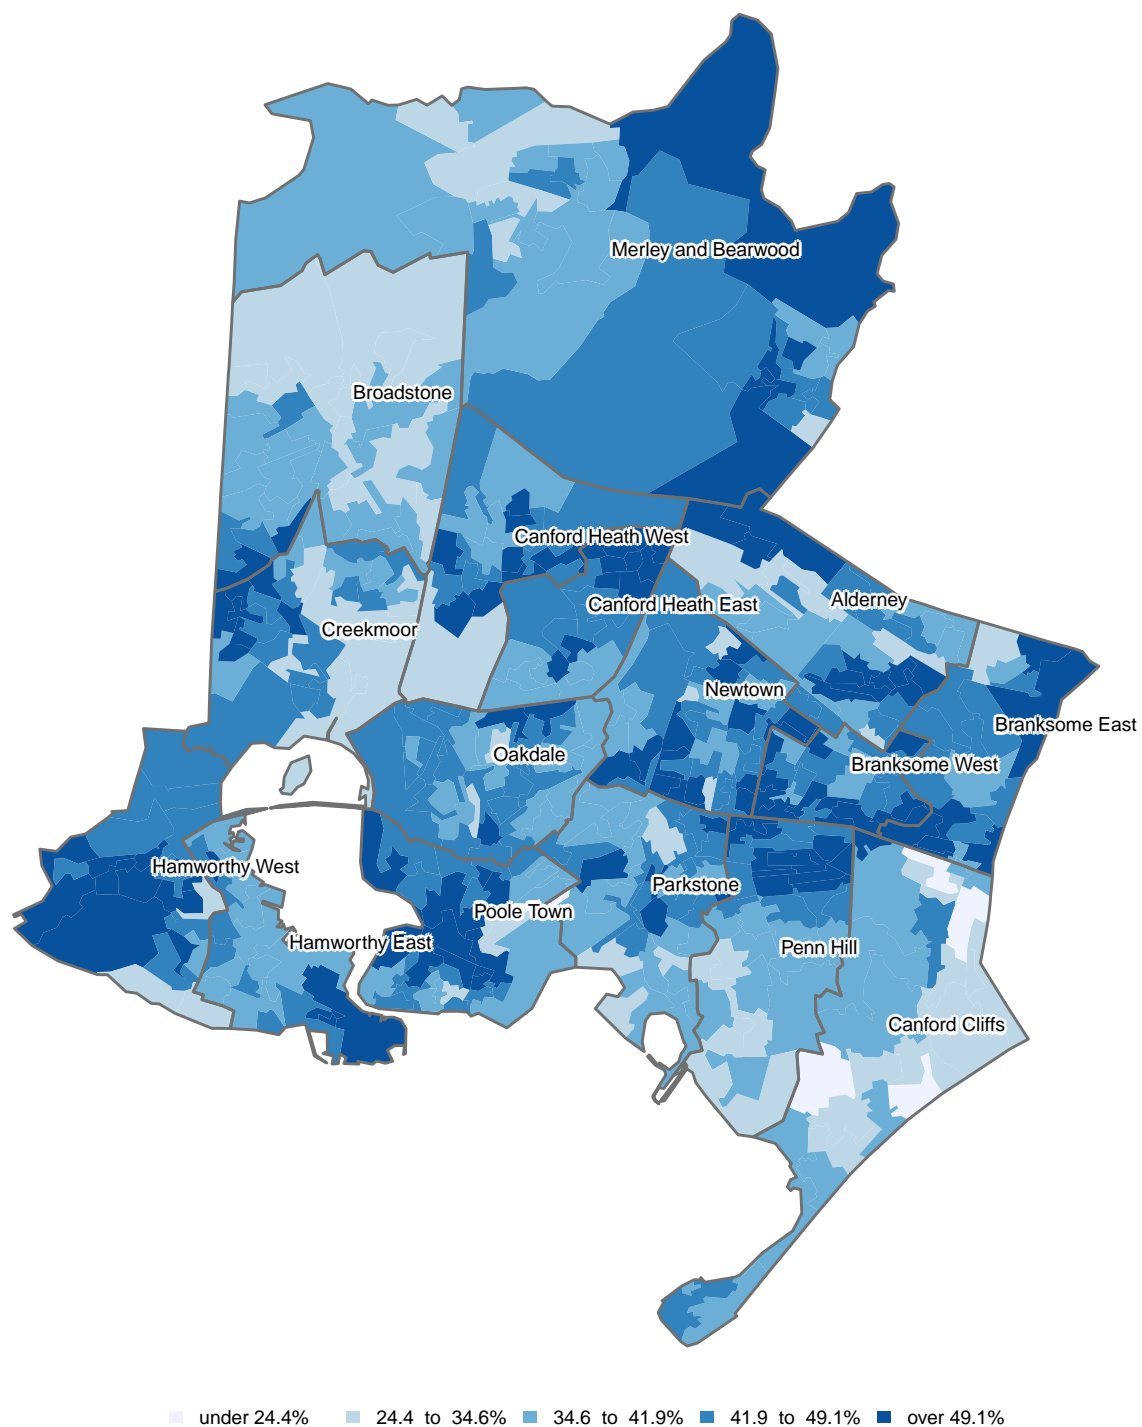 Merley and Bearwood
Broadstone
Canford Heath West
Canford Heath East
Alderney
Creekmoor
Newtown
Branksome East
Oakdale
Branksome West
Hamworthy West
Parkstone
Poole Town
Hamworthy East
Penn Hill
Canford Cliffs
under 24.4% 24.4 to 34.6% 34.6 to 41.9% 41.9 to 49.1% over 49.1%